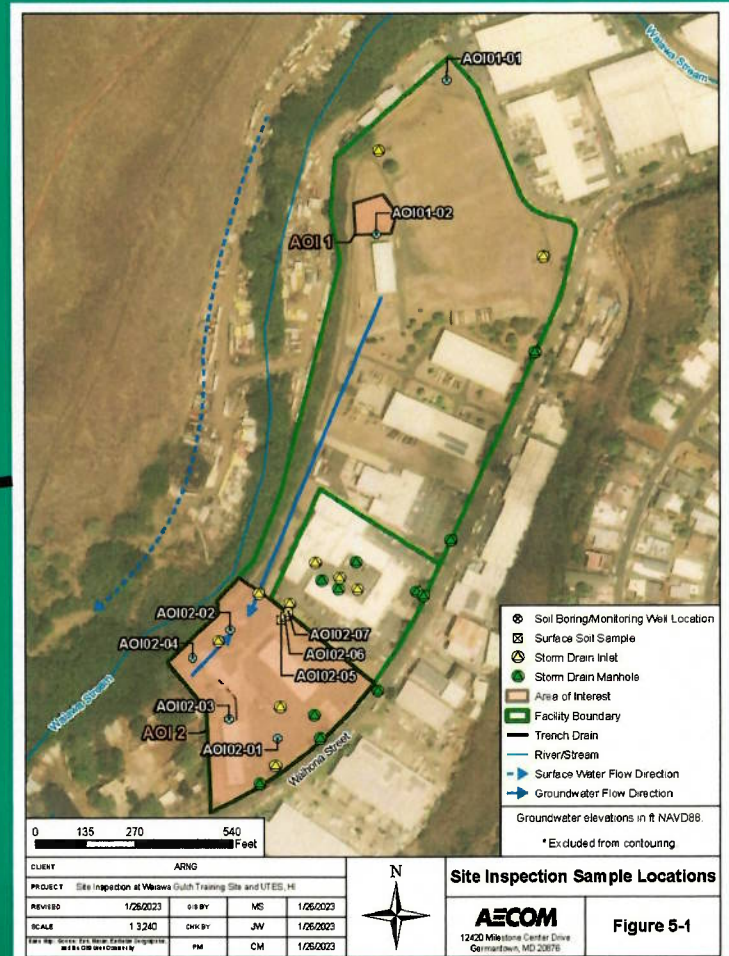 Waiawa Stream
AOI01-01
AOI01-02
AOI 1
AOI02-02
AOI02-07
AOI02-04
AOI02-06
AOI02-05
Waiawa Stream
AOI02-03
AOI 2
AOI02-01
Waihona Street
Soil Boring/Monitoring Well Location
Surface Soil Sample
Storm Drain Inlet
Storm Drain Manhole
Area of Interest
Facility Boundary
Trench Drain
River/Stream
Surface Water Flow Direction
Groundwater Flow Direction
Groundwater elevations in ft NAVD88.
* Excluded from contouring
0 135 270 540
Feet
CLIENT ARNG
PROJECT Site Inspection at Waiawa Gulch Training Site and UTES, HI
REVISED 1/26/2023 GIS BY MS 1/26/2023
SCALE 1:3,240 CHK BY JW 1/26/2023
PM CM 1/26/2023
N
Site Inspection Sample Locations
AECOM
12420 Milestone Center Drive
Germantown, MD 20876
Figure 5-1